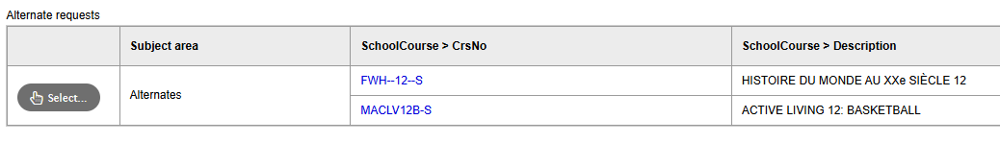 Alternate requests
Subject area SchoolCourse > CrsNo SchoolCourse > Description
Select... Alternates FWH--12--S HISTOIRE DU MONDE AU XXe SIÈCLE 12
MACLV12B-S ACTIVE LIVING 12: BASKETBALL